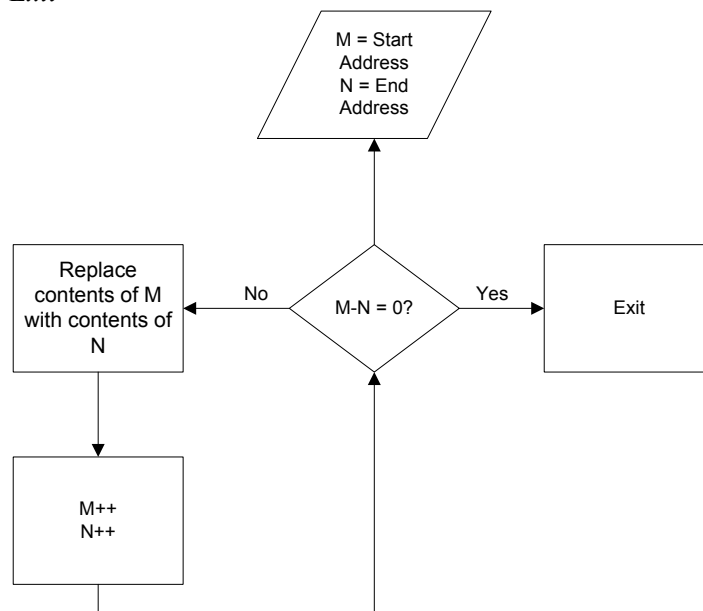 M = Start
Address
N = End
Address
Replace
contents of M
with contents of
N
No
M-N = 0?
Yes
Exit
M++
N++